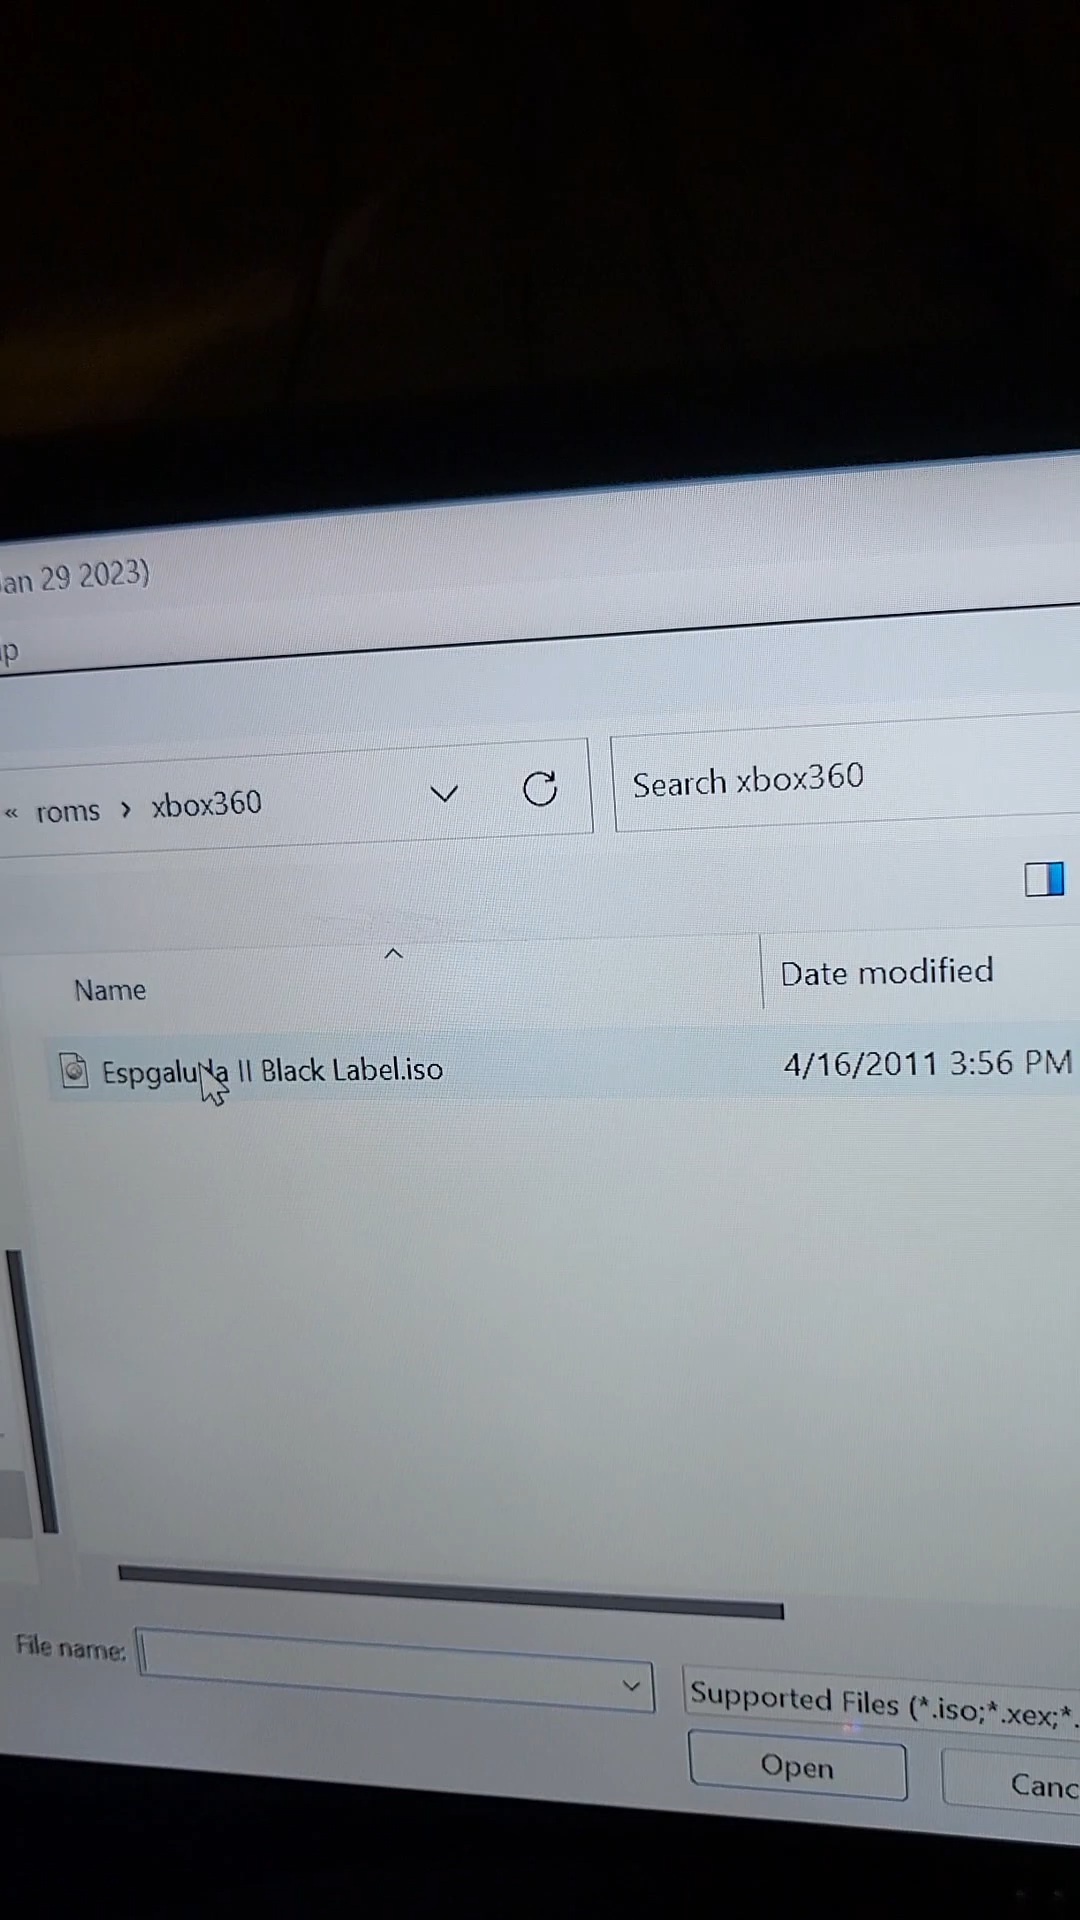 an 29 2023)
lp
« roms > xbox360
Search xbox360
Name
Date modified
Espgaluda II Black Label.iso
4/16/2011 3:56 PM
File name:
Supported Files (*.iso;*.xex;*.
Open
Canc